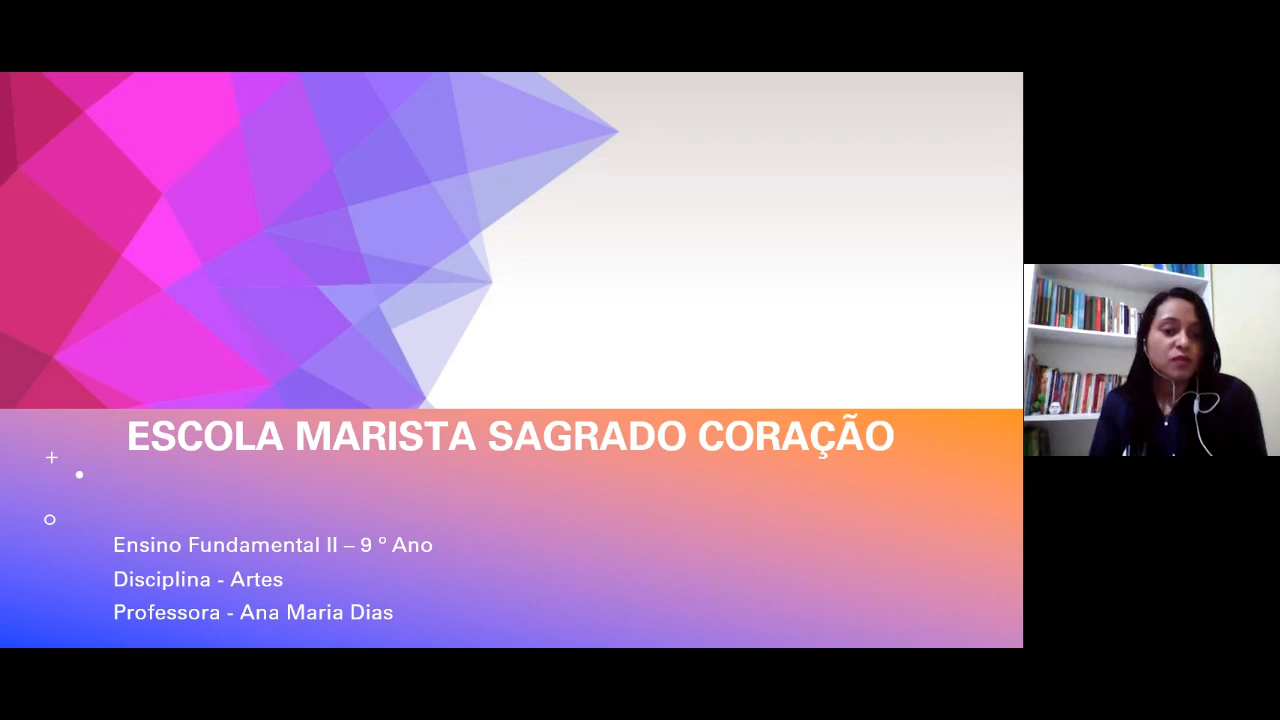 ESCOLA MARISTA SAGRADO CORAÇÃO
Ensino Fundamental II – 9 º Ano
Disciplina - Artes
Professora - Ana Maria Dias